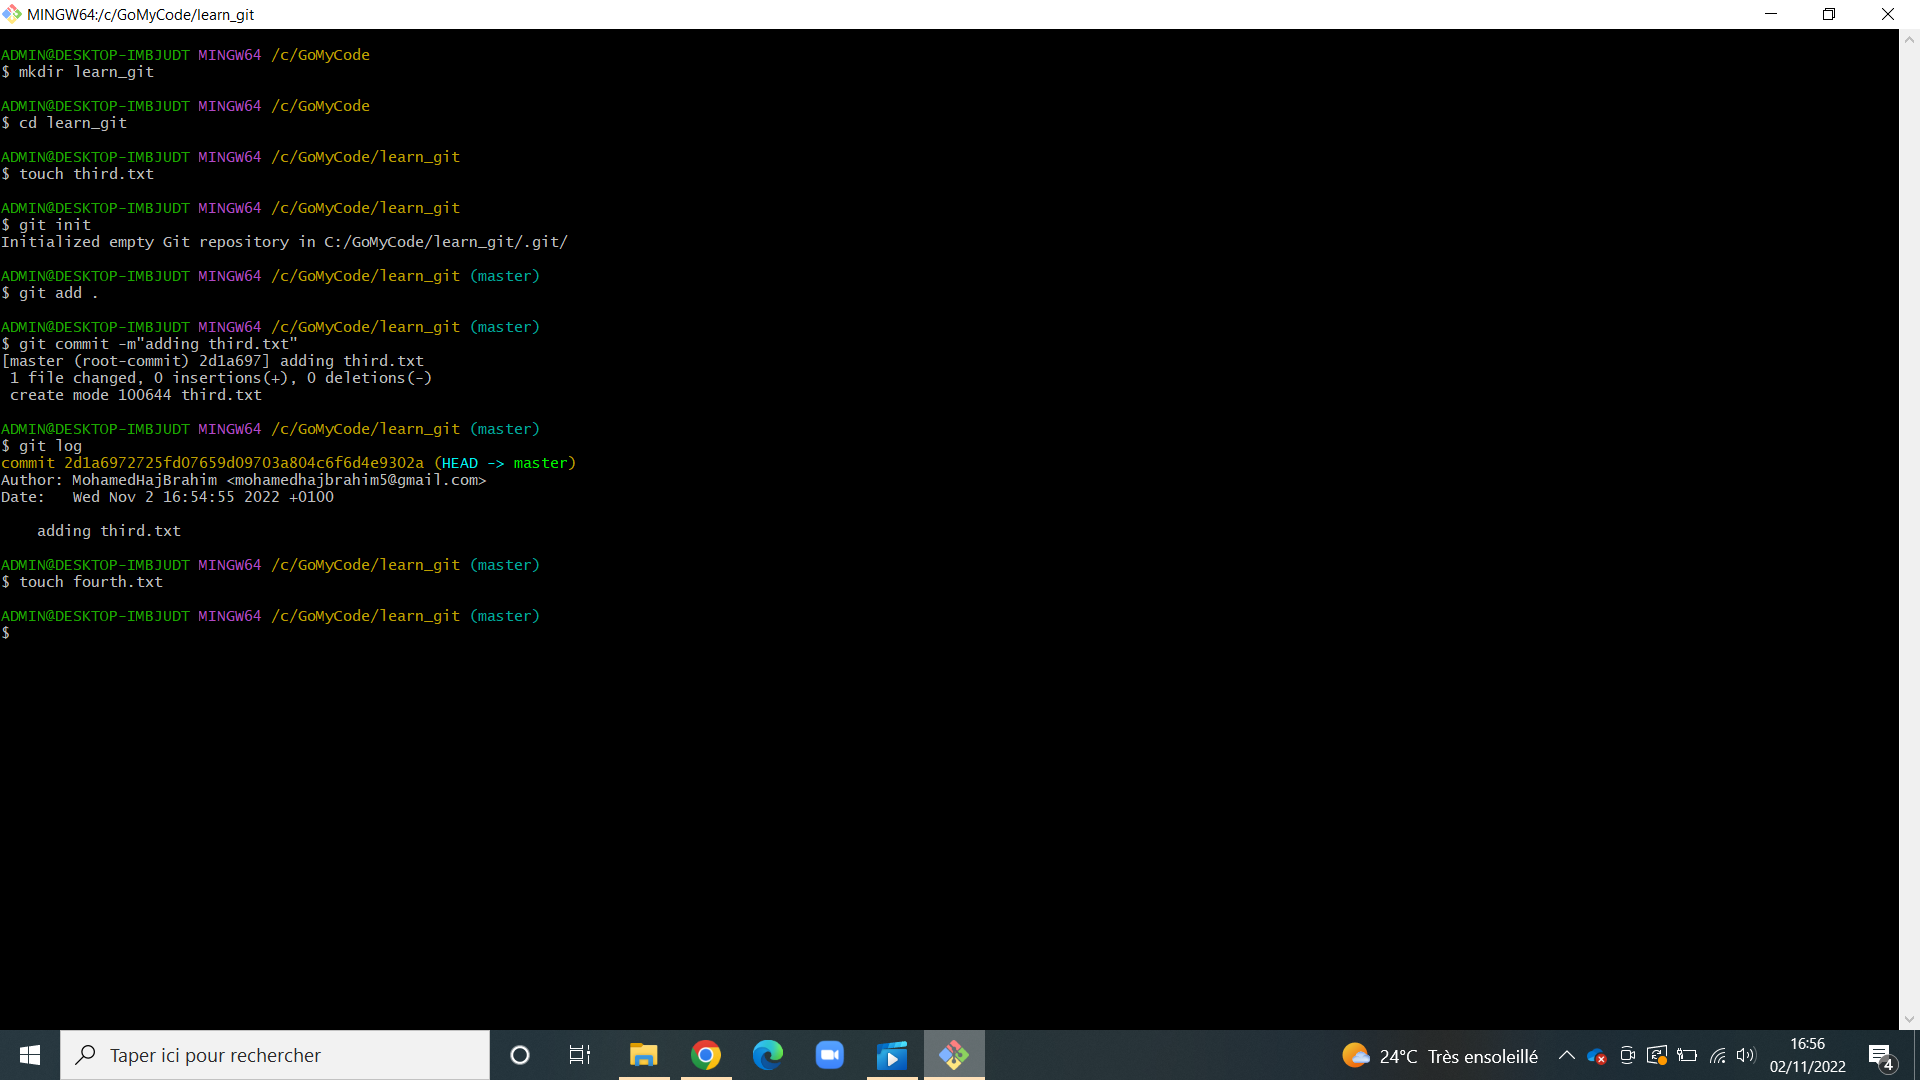 MINGW64:/c/GoMyCode/learn_git
ADMIN@DESKTOP-IMBJUDT MINGW64 /c/GoMyCode
$ mkdir learn_git
ADMIN@DESKTOP-IMBJUDT MINGW64 /c/GoMyCode
$ cd learn_git
ADMIN@DESKTOP-IMBJUDT MINGW64 /c/GoMyCode/learn_git
$ touch third.txt
ADMIN@DESKTOP-IMBJUDT MINGW64 /c/GoMyCode/learn_git
$ git init
Initialized empty Git repository in C:/GoMyCode/learn_git/.git/
ADMIN@DESKTOP-IMBJUDT MINGW64 /c/GoMyCode/learn_git (master)
$ git add .
ADMIN@DESKTOP-IMBJUDT MINGW64 /c/GoMyCode/learn_git (master)
$ git commit -m"adding third.txt"
[master (root-commit) 2d1a697] adding third.txt
 1 file changed, 0 insertions(+), 0 deletions(-)
 create mode 100644 third.txt
ADMIN@DESKTOP-IMBJUDT MINGW64 /c/GoMyCode/learn_git (master)
$ git log
commit 2d1a6972725fd07659d09703a804c6f6d4e9302a (HEAD -> master)
Author: MohamedHajBrahim <mohamedhajbrahim5@gmail.com>
Date:   Wed Nov 2 16:54:55 2022 +0100
    adding third.txt
ADMIN@DESKTOP-IMBJUDT MINGW64 /c/GoMyCode/learn_git (master)
$ touch fourth.txt
ADMIN@DESKTOP-IMBJUDT MINGW64 /c/GoMyCode/learn_git (master)
$
Taper ici pour rechercher
24°C Très ensoleillé
16:56
02/11/2022
4